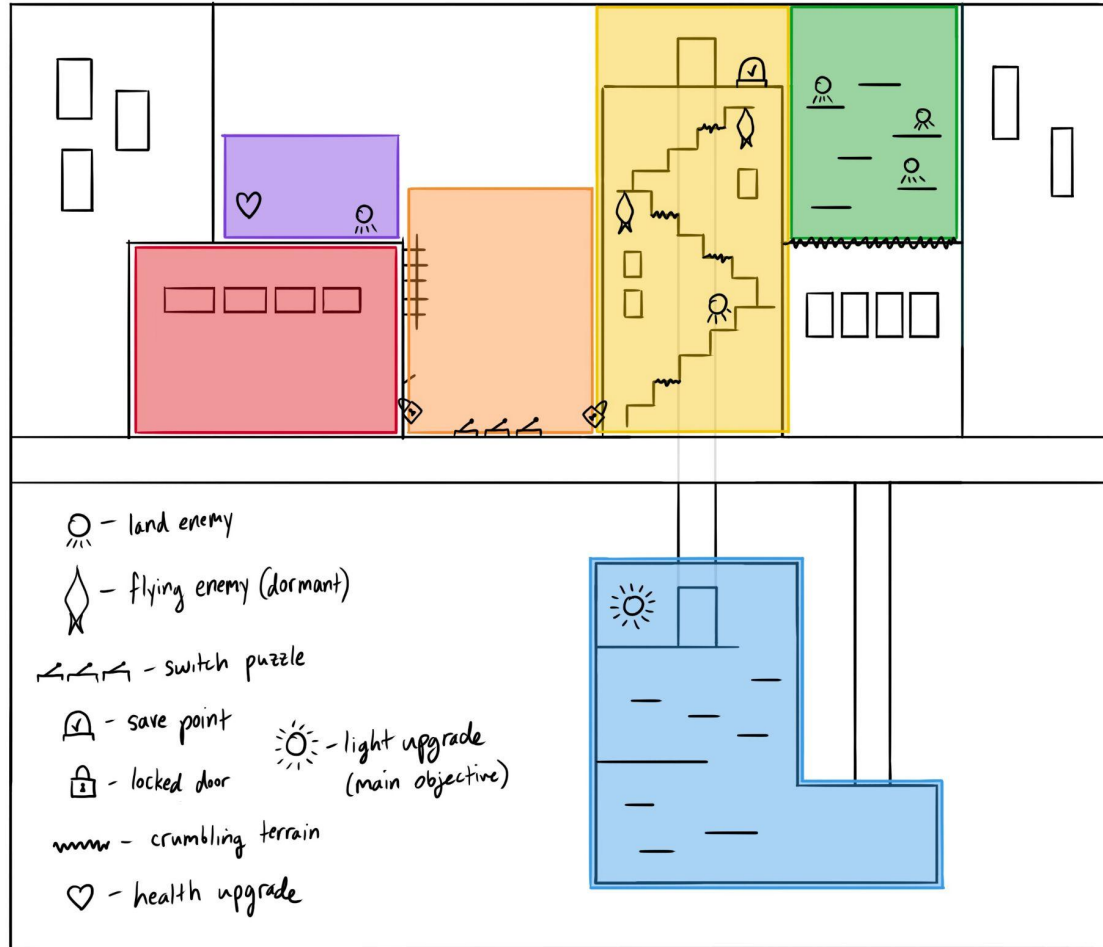 - land enemy
- flying enemy (dormant)
- switch puzzle
- save point
- light upgrade
(main objective)
- locked door
- crumbling terrain
- health upgrade